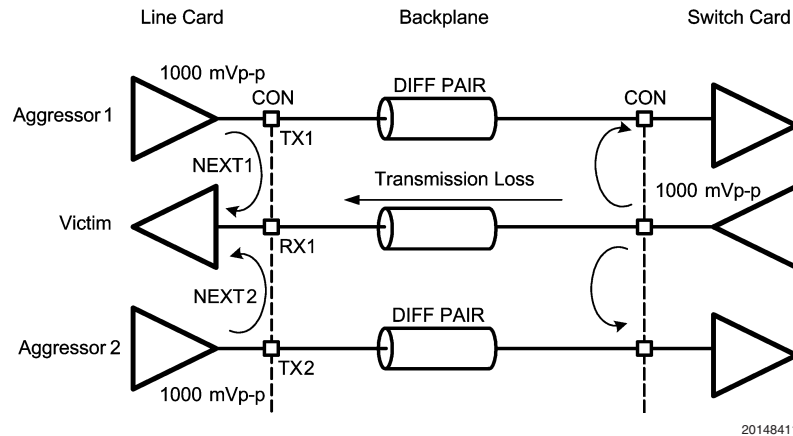 Line Card
Backplane
Switch Card
1000 mVp-p
CON
DIFF PAIR
CON
Aggressor 1
TX1
NEXT1
Transmission Loss
1000 mVp-p
Victim
RX1
NEXT2
DIFF PAIR
Aggressor 2
TX2
1000 mVp-p